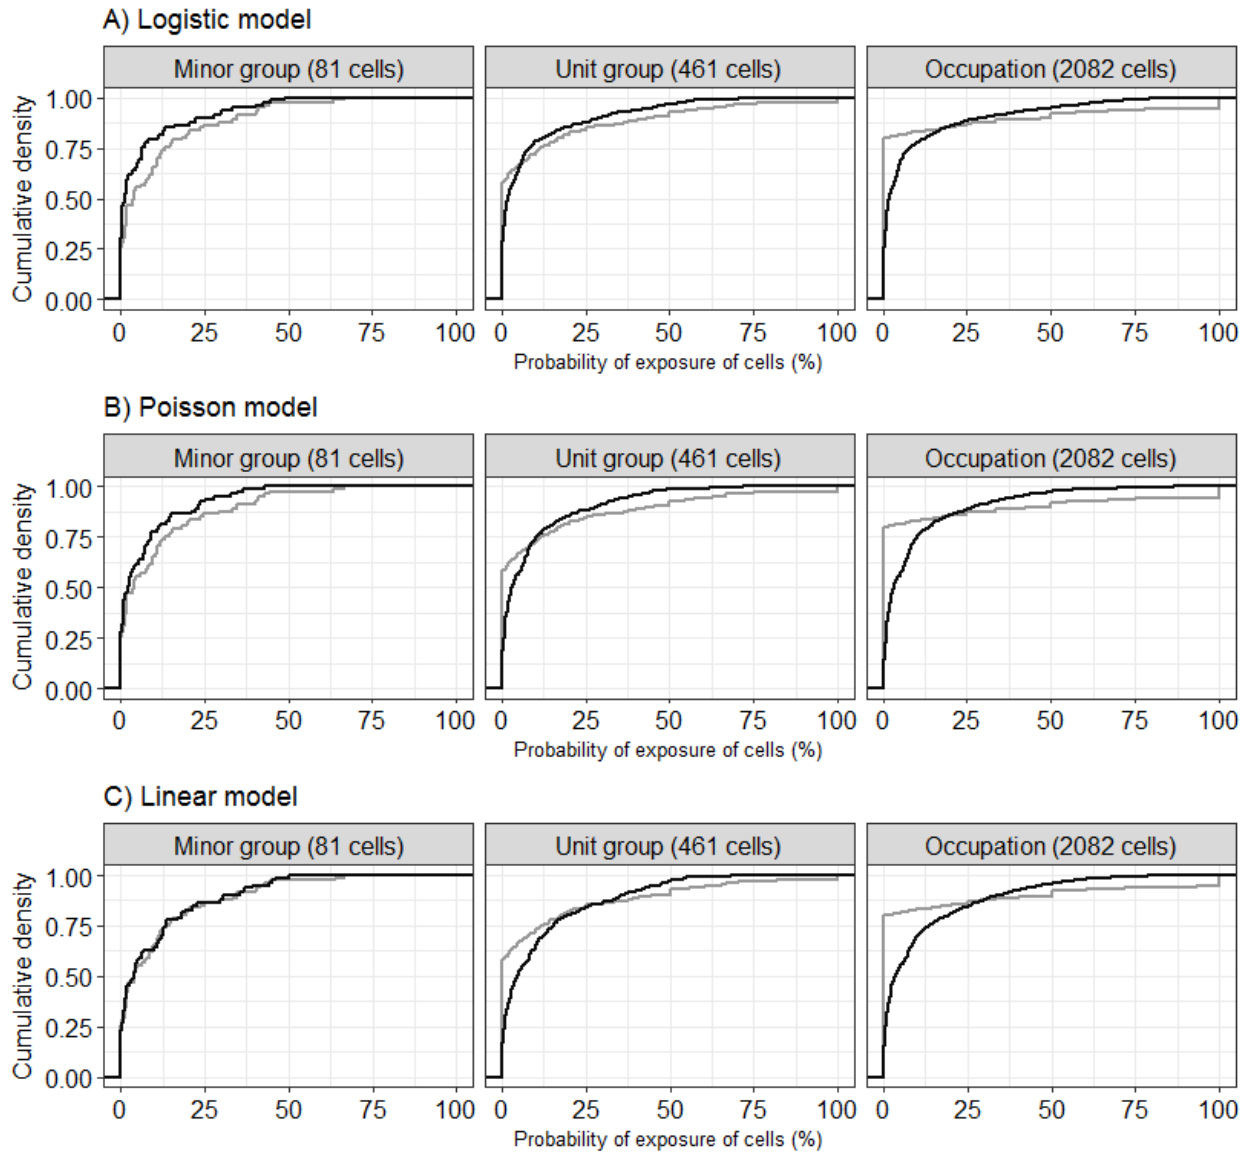 A) Logistic model
Minor group (81 cells) Unit group (461 cells) Occupation (2082 cells)
Cumulative density
1.00
0.75
0.50
0.25
0.00
0 25 50 75 100 0 25 50 75 100 0 25 50 75 100
Probability of exposure of cells (%)
B) Poisson model
Minor group (81 cells) Unit group (461 cells) Occupation (2082 cells)
Cumulative density
1.00
0.75
0.50
0.25
0.00
0 25 50 75 100 0 25 50 75 100 0 25 50 75 100
Probability of exposure of cells (%)
C) Linear model
Minor group (81 cells) Unit group (461 cells) Occupation (2082 cells)
Cumulative density
1.00
0.75
0.50
0.25
0.00
0 25 50 75 100 0 25 50 75 100 0 25 50 75 100
Probability of exposure of cells (%)